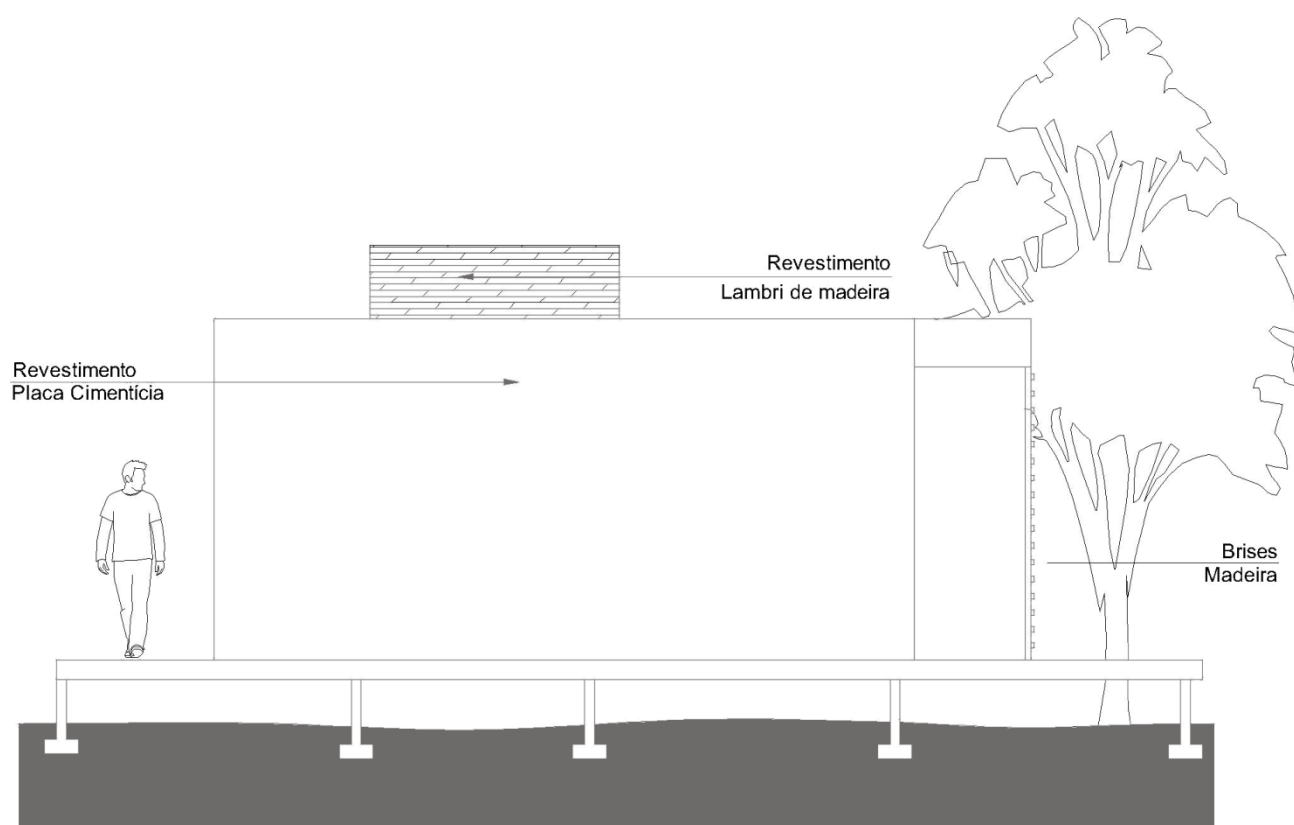 Revestimento
Lambri de madeira
Revestimento
Placa Cimentícia
Brises
Madeira